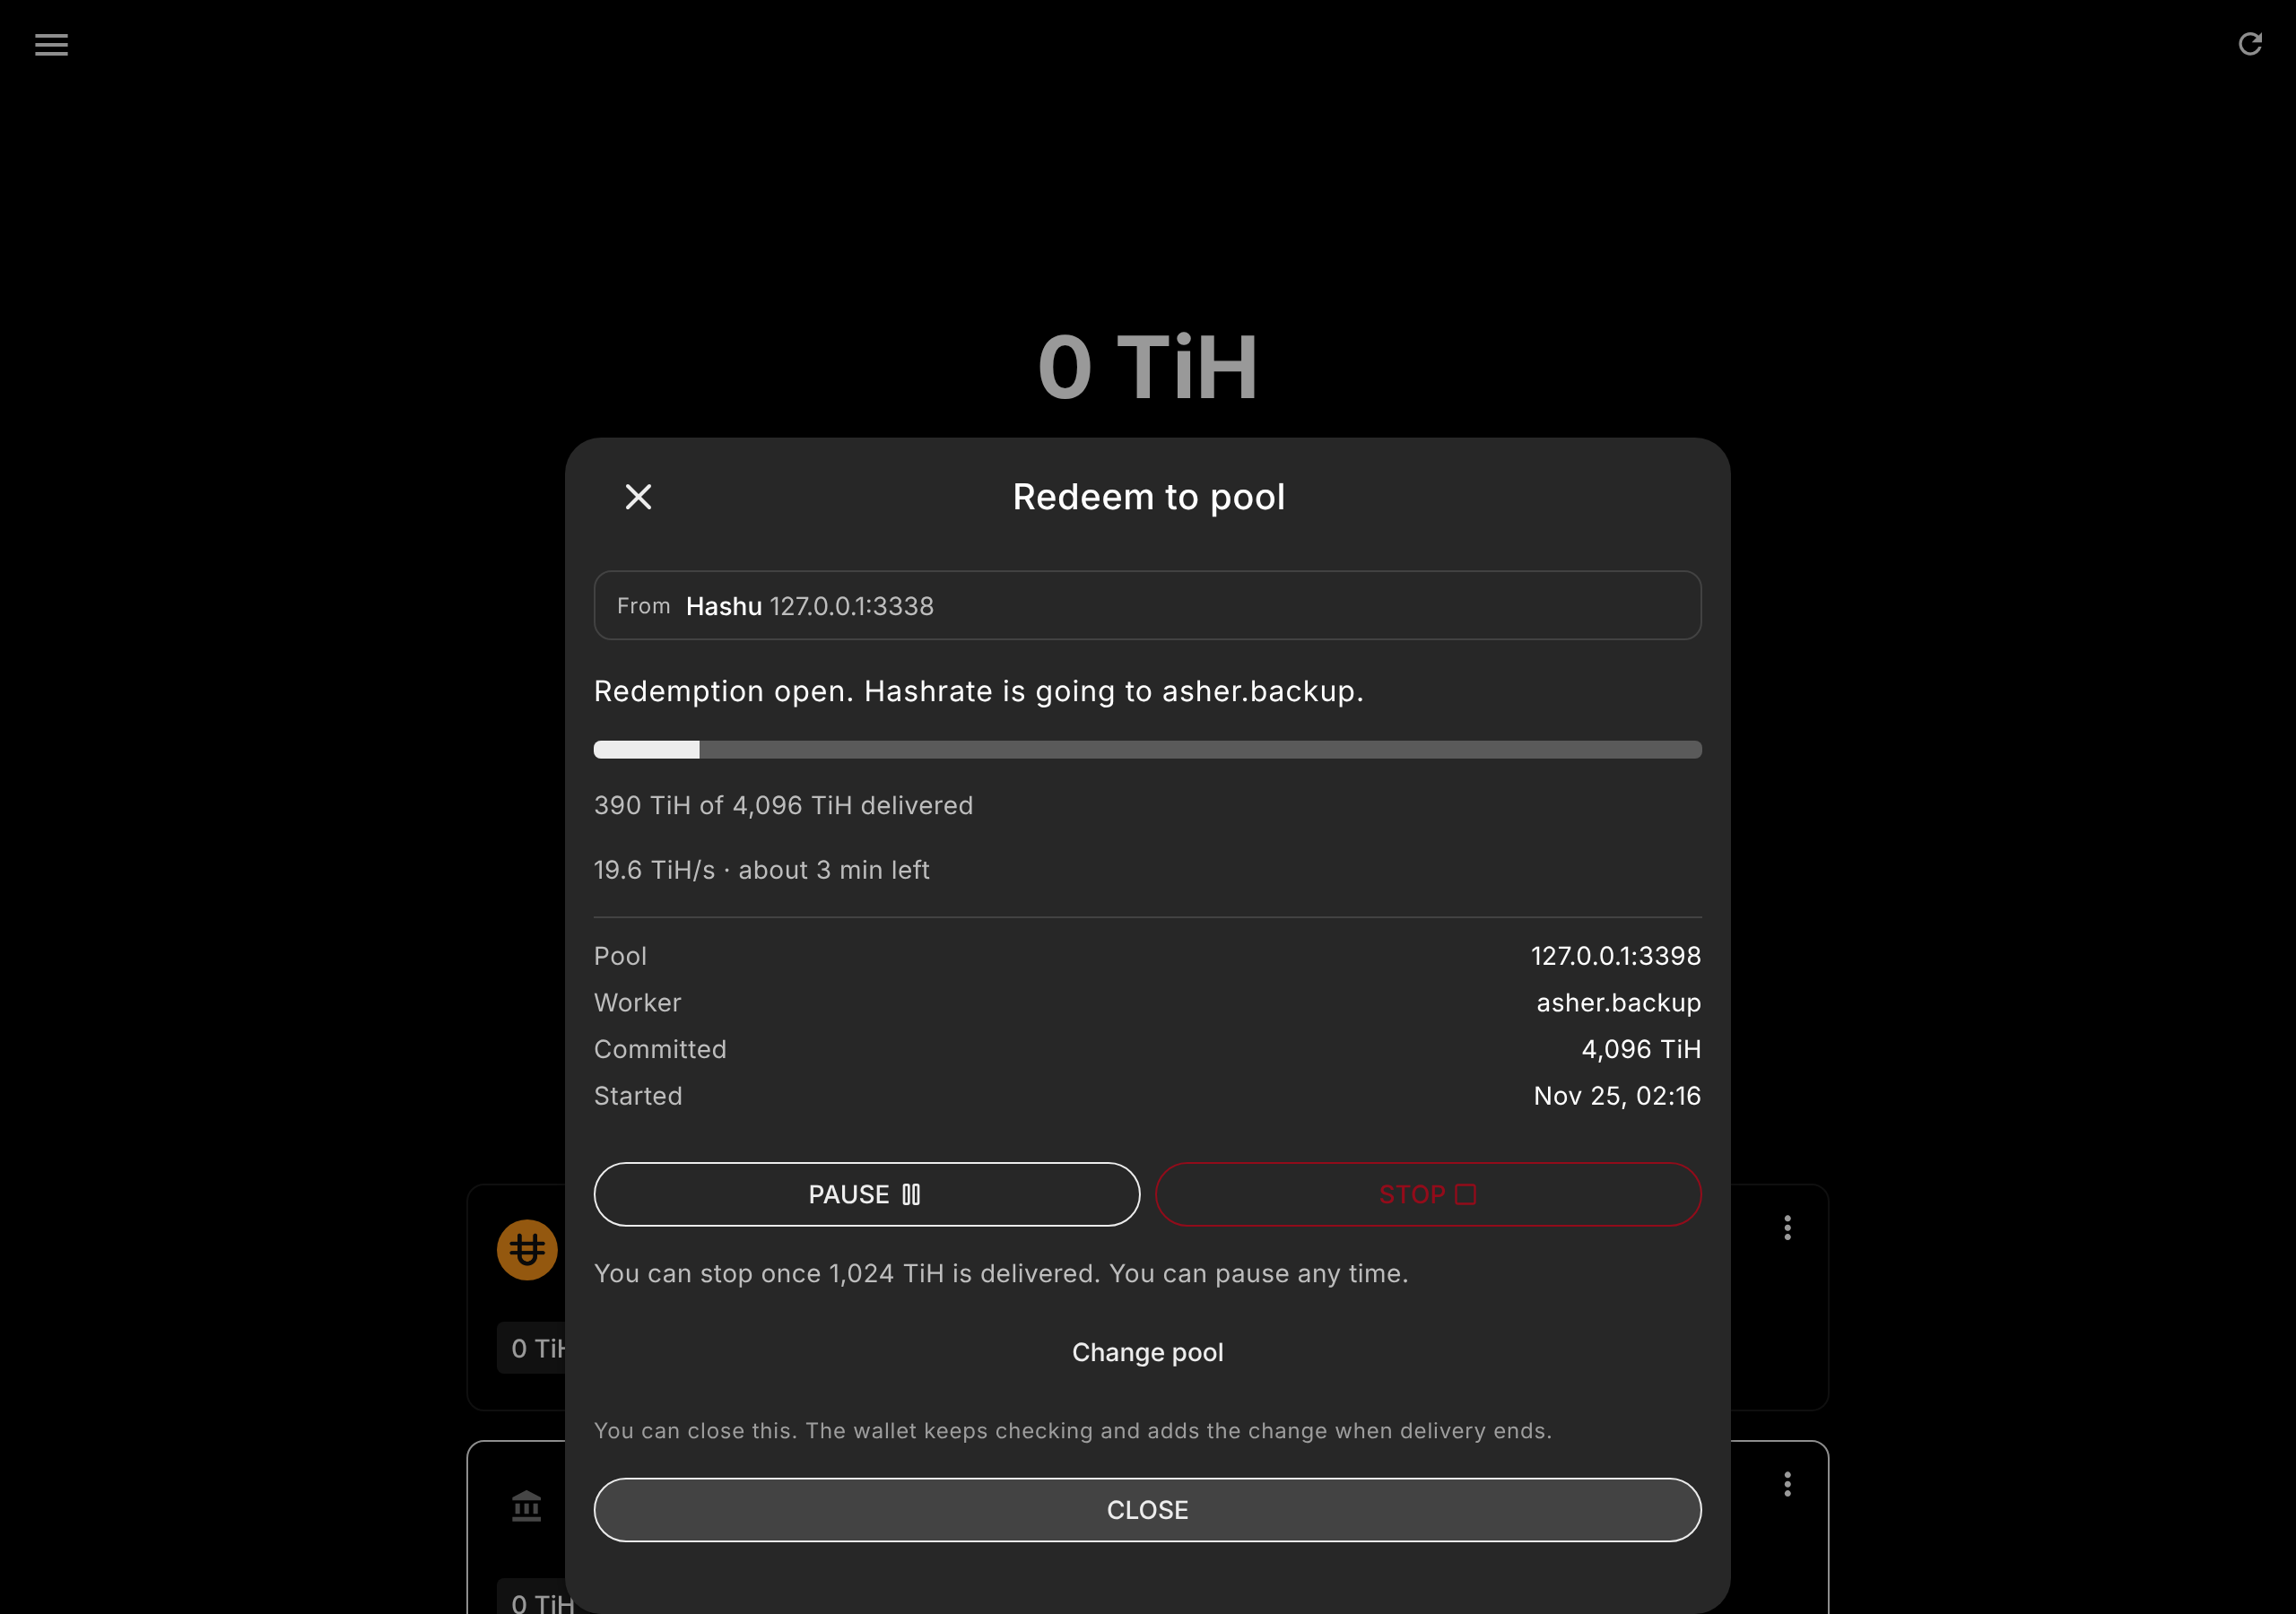 0 TiH
Redeem to pool
From Hashu 127.0.0.1:3338
Redemption open. Hashrate is going to asher.backup.
390 TiH of 4,096 TiH delivered
19.6 TiH/s · about 3 min left
Pool 127.0.0.1:3398
Worker asher.backup
Committed 4,096 TiH
Started Nov 25, 02:16
PAUSE STOP
You can stop once 1,024 TiH is delivered. You can pause any time.
0 TiH
Change pool
You can close this. The wallet keeps checking and adds the change when delivery ends.
CLOSE
0 TiH